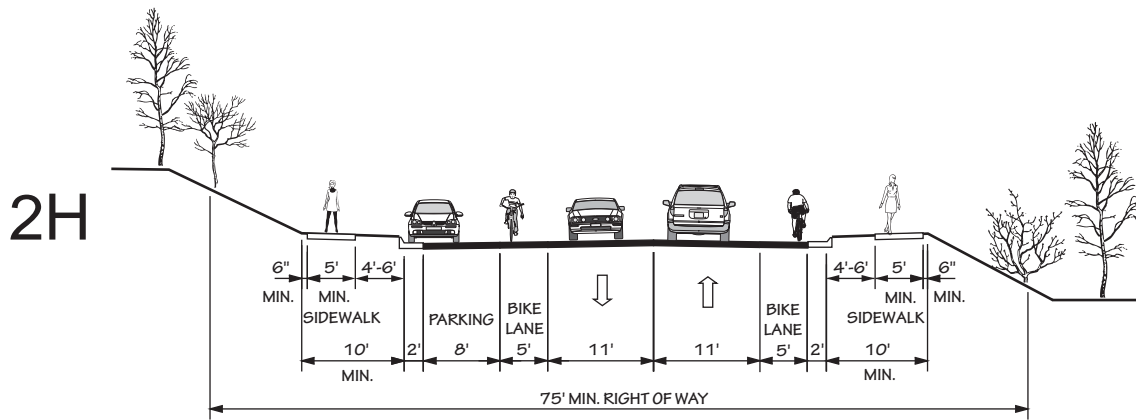 2H
6" 5' 4'-6' 4'-6' 5' 6"
MIN. MIN. MIN. MIN.
SIDEWALK PARKING BIKE LANE BIKE LANE SIDEWALK
10' 2' 8' 5' 11' 11' 5' 2' 10'
MIN. MIN.
75' MIN. RIGHT OF WAY